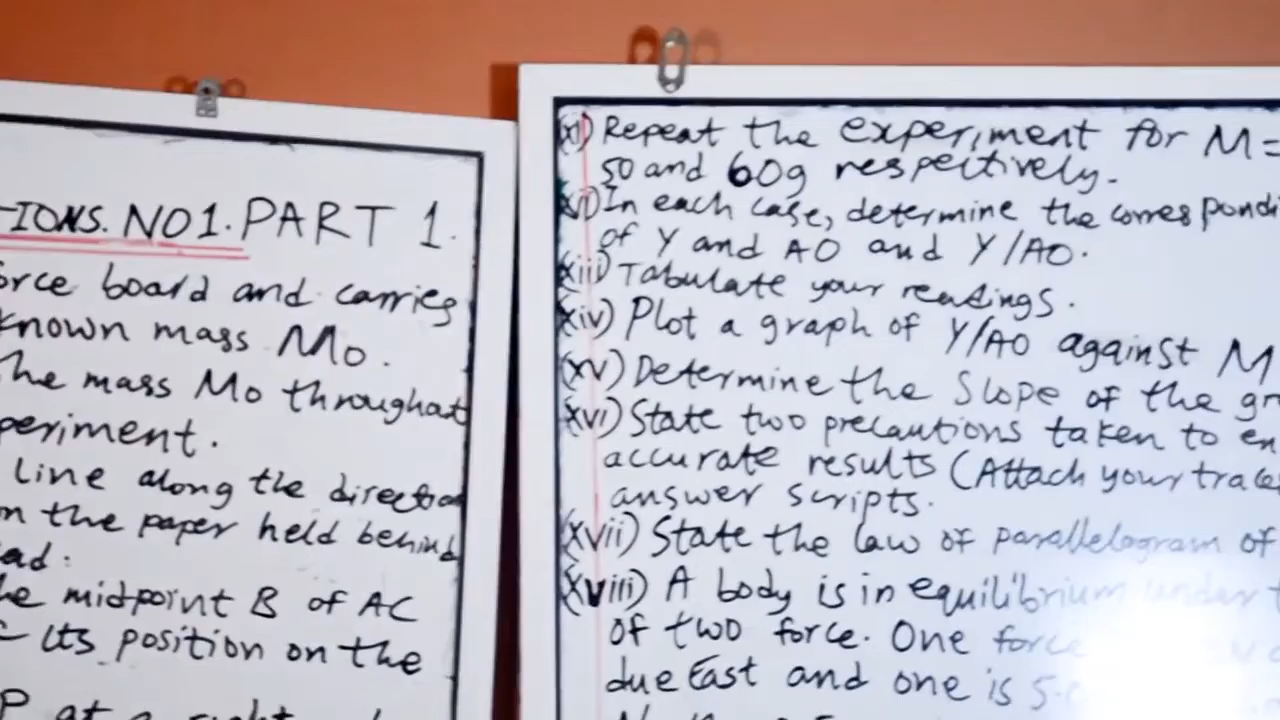 TIONS. NO1. PART 1.
orce board and carries
known mass Mo.
he mass Mo throughout
periment.
line along the direction
n the paper held behind
ad:
he midpoint B of AC
its position on the
P at a right
(xi) Repeat the experiment for M =
50 and 60g respectively.
In each case, determine the correspondi
of Y and AO and Y/AO.
xiii) Tabulate your readings.
xiv) Plot a graph of Y/AO against M
(xv) Determine the Slope of the gr
(xvi) State two precautions taken to en
accurate results (Attach your traces
answer scripts.
(xvii) State the law of parallelogram of
(xviii) A body is in equilibrium under t
of two force. One force
due East and one is 5.